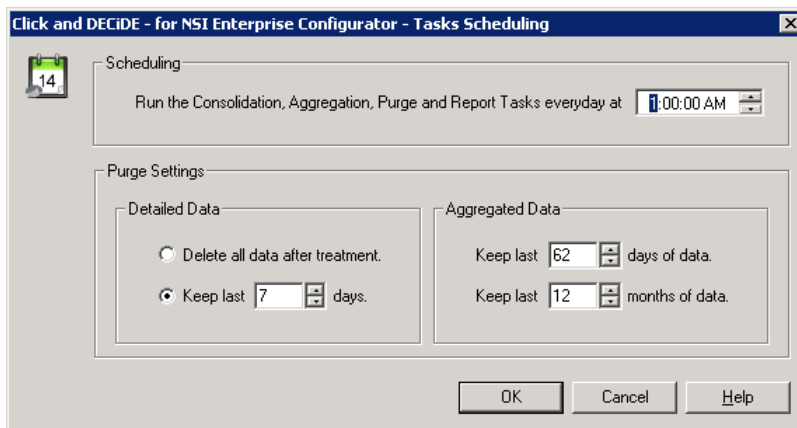 Click and DECiDE - for NSI Enterprise Configurator - Tasks Scheduling
14
Scheduling
Run the Consolidation, Aggregation, Purge and Report Tasks everyday at 1:00:00 AM
Purge Settings
Detailed Data
Delete all data after treatment.
Keep last 7 days.
Aggregated Data
Keep last 62 days of data.
Keep last 12 months of data.
OK Cancel Help